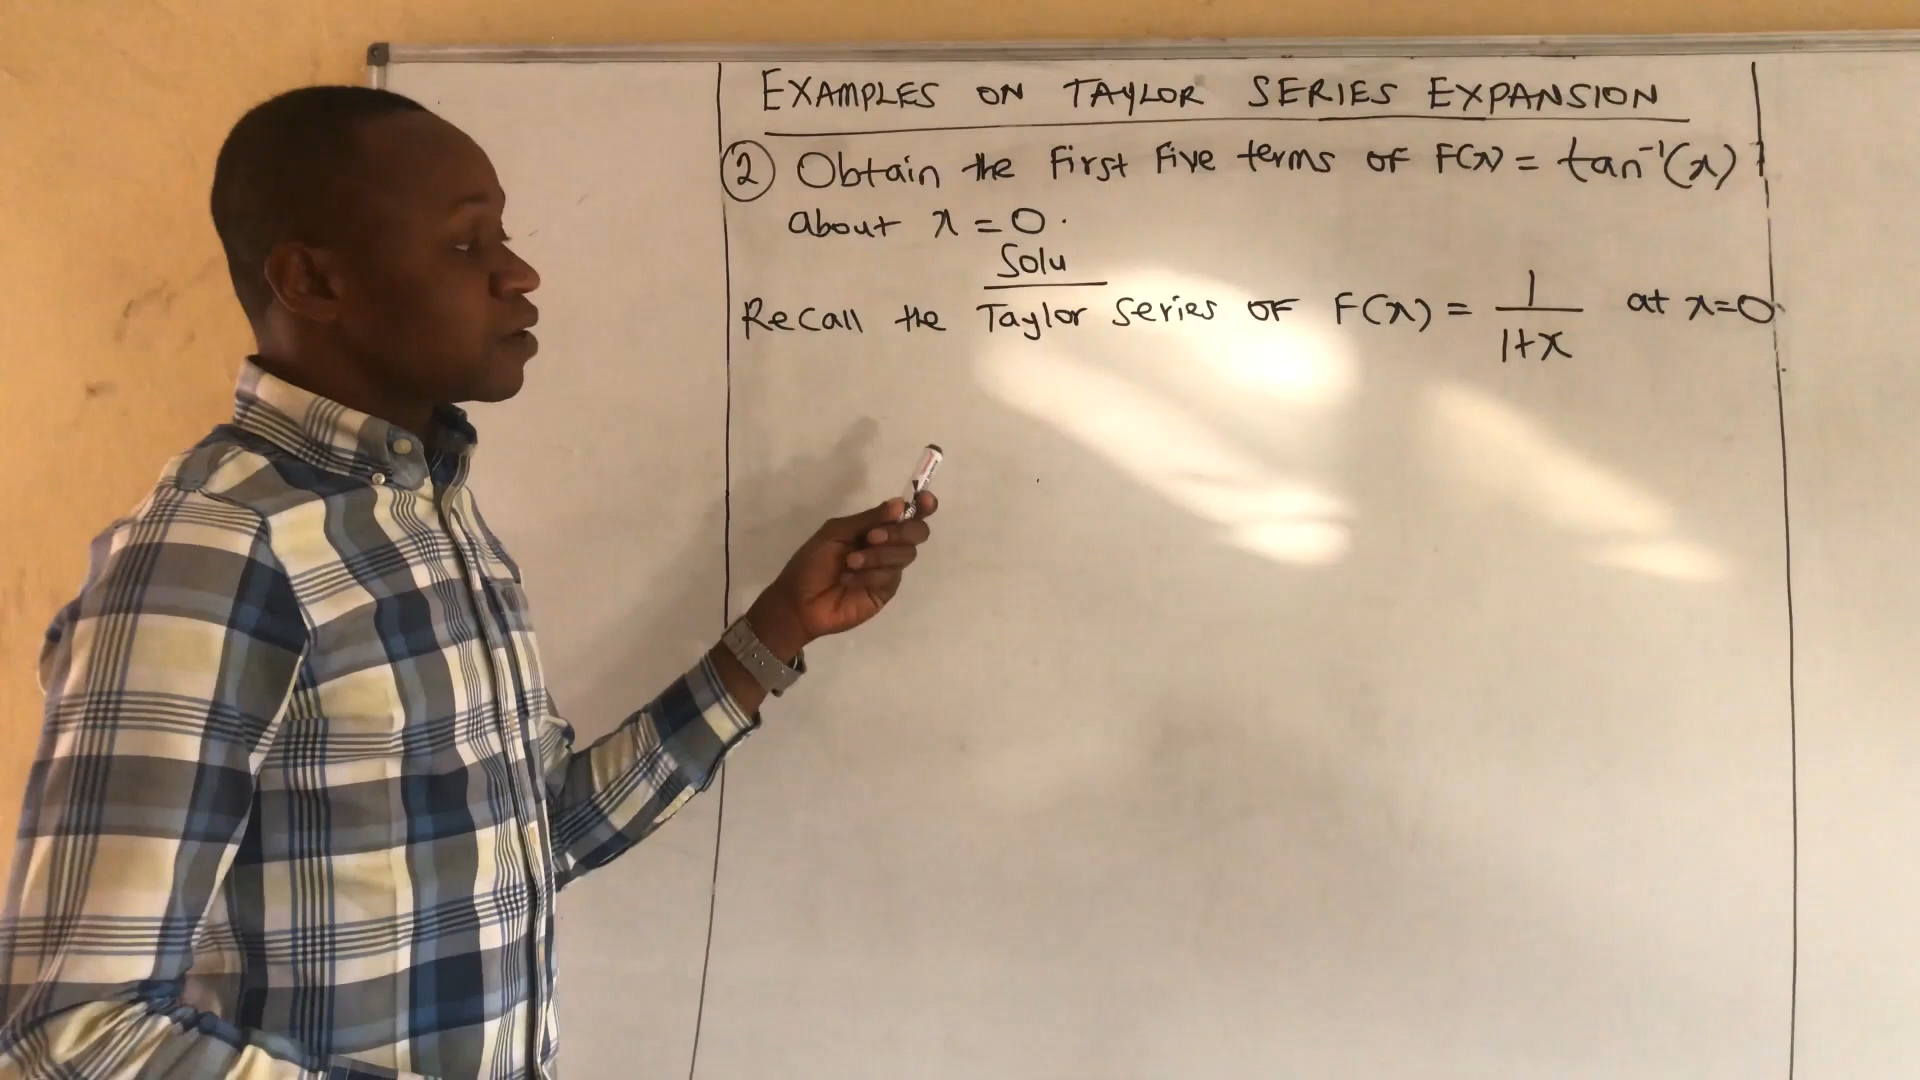 EXAMPLES ON TAYLOR SERIES EXPANSION
② Obtain the First Five terms of F(x) = tan⁻¹(x)
about x = 0.
Solu
Recall the Taylor Series of F(x) = 1/(1+x) at x=0